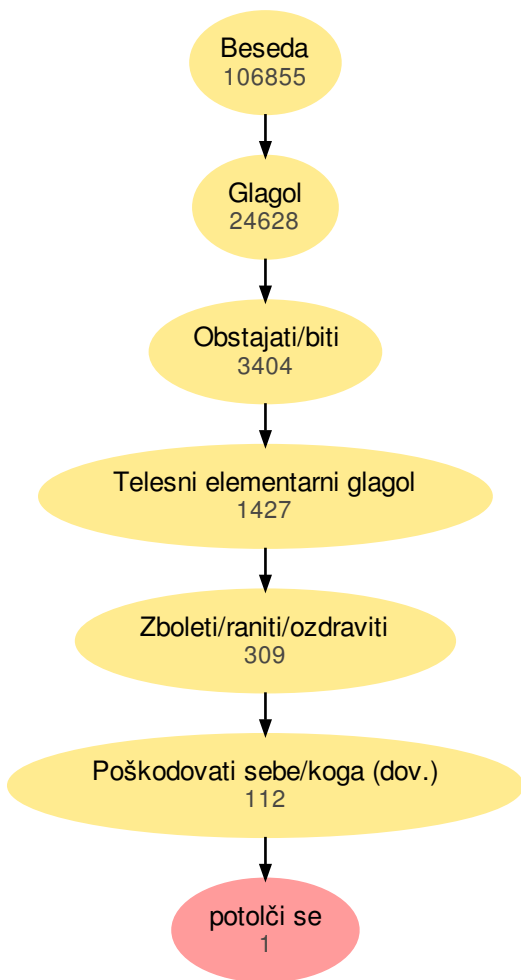 Beseda
106855
Glagol
24628
Obstajati/biti
3404
Telesni elementarni glagol
1427
Zboleti/raniti/ozdraviti
309
Poškodovati sebe/koga (dov.)
112
potolči se
1